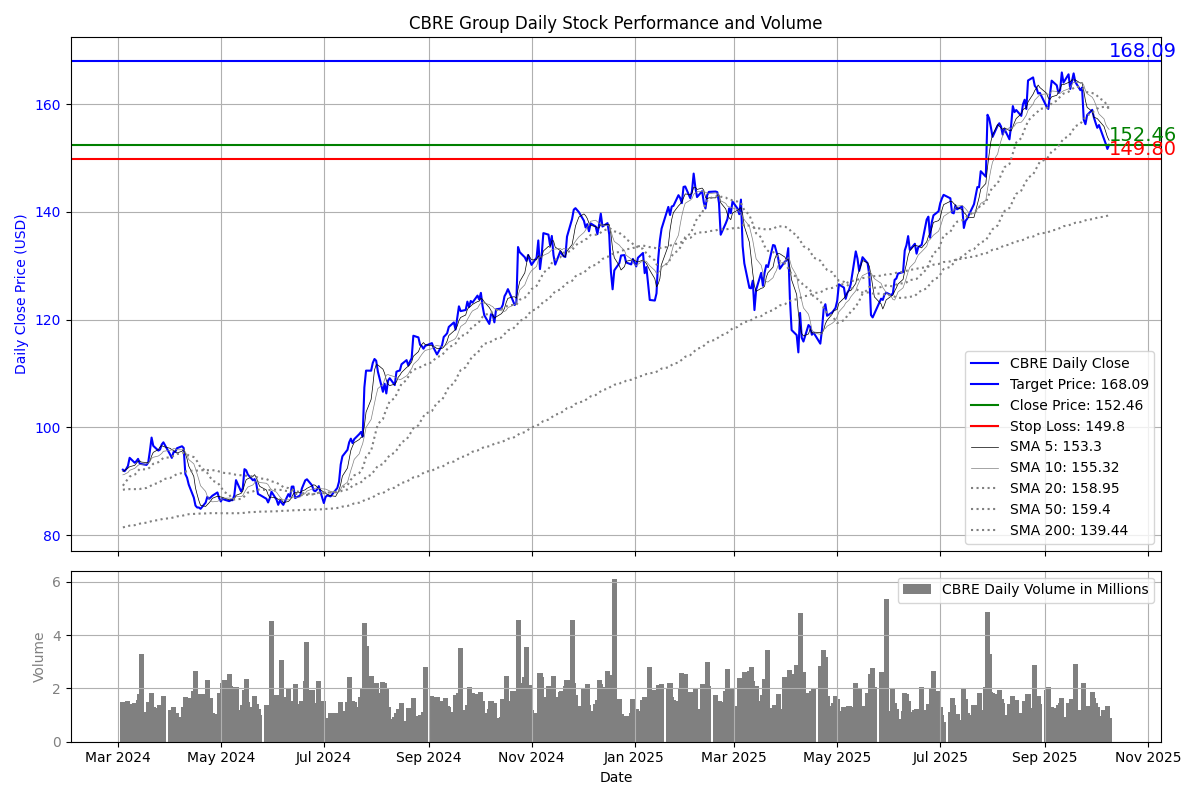 CBRE Group Daily Stock Performance and Volume
168.09
160
152.46
149.80
140
120
100
80
Daily Close Price (USD)
CBRE Daily Close
Target Price: 168.09
Close Price: 152.46
Stop Loss: 149.8
SMA 5: 153.3
SMA 10: 155.32
SMA 20: 158.95
SMA 50: 159.4
SMA 200: 139.44
6
4
2
0
Volume
CBRE Daily Volume in Millions
Mar 2024 May 2024 Jul 2024 Sep 2024 Nov 2024 Jan 2025 Mar 2025 May 2025 Jul 2025 Sep 2025 Nov 2025
Date